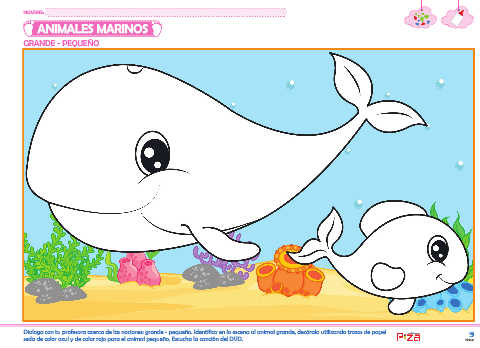 NOMBRE:
ANIMALES MARINOS
GRANDE - PEQUEÑO
Dialoga con tu profesora acerca de las nociones grande - pequeño. Identifica en la escena al animal grande, decóralo utilizando trozos de papel
seda de color azul y de color rojo para el animal pequeño. Escucha la canción del DVD.
3